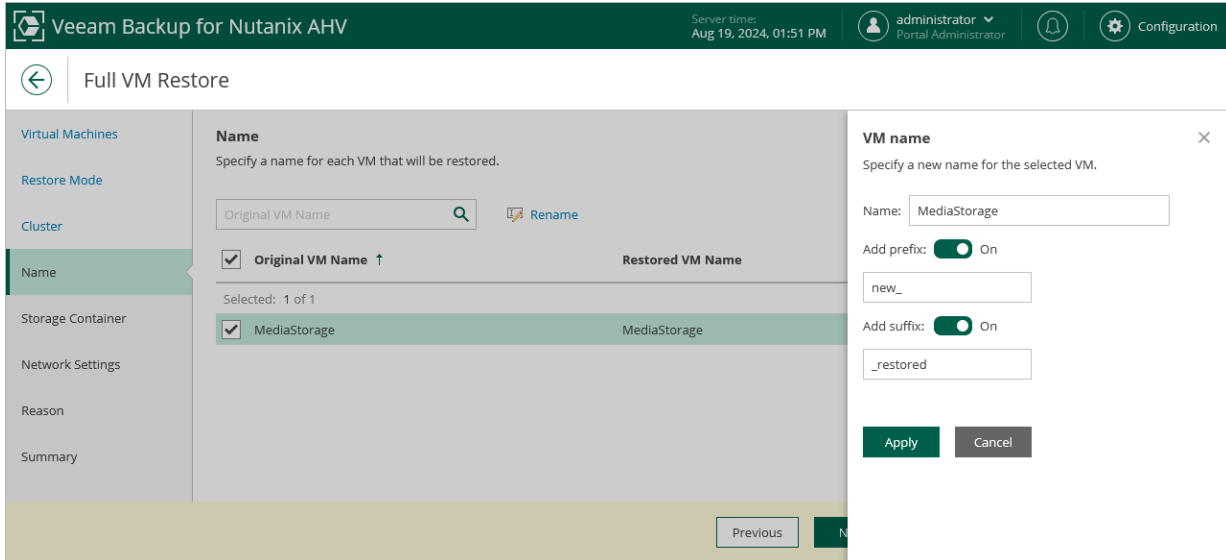 Veeam Backup for Nutanix AHV
Server time:
Aug 19, 2024, 01:51 PM
administrator
Portal Administrator
Configuration
Full VM Restore
Virtual Machines
Restore Mode
Cluster
Name
Storage Container
Network Settings
Reason
Summary
Name
Specify a name for each VM that will be restored.
Original VM Name
Rename
Original VM Name ↑ Restored VM Name
Selected: 1 of 1
MediaStorage MediaStorage
Previous
VM name
Specify a new name for the selected VM.
Name: MediaStorage
Add prefix: On
new_
Add suffix: On
_restored
Apply Cancel